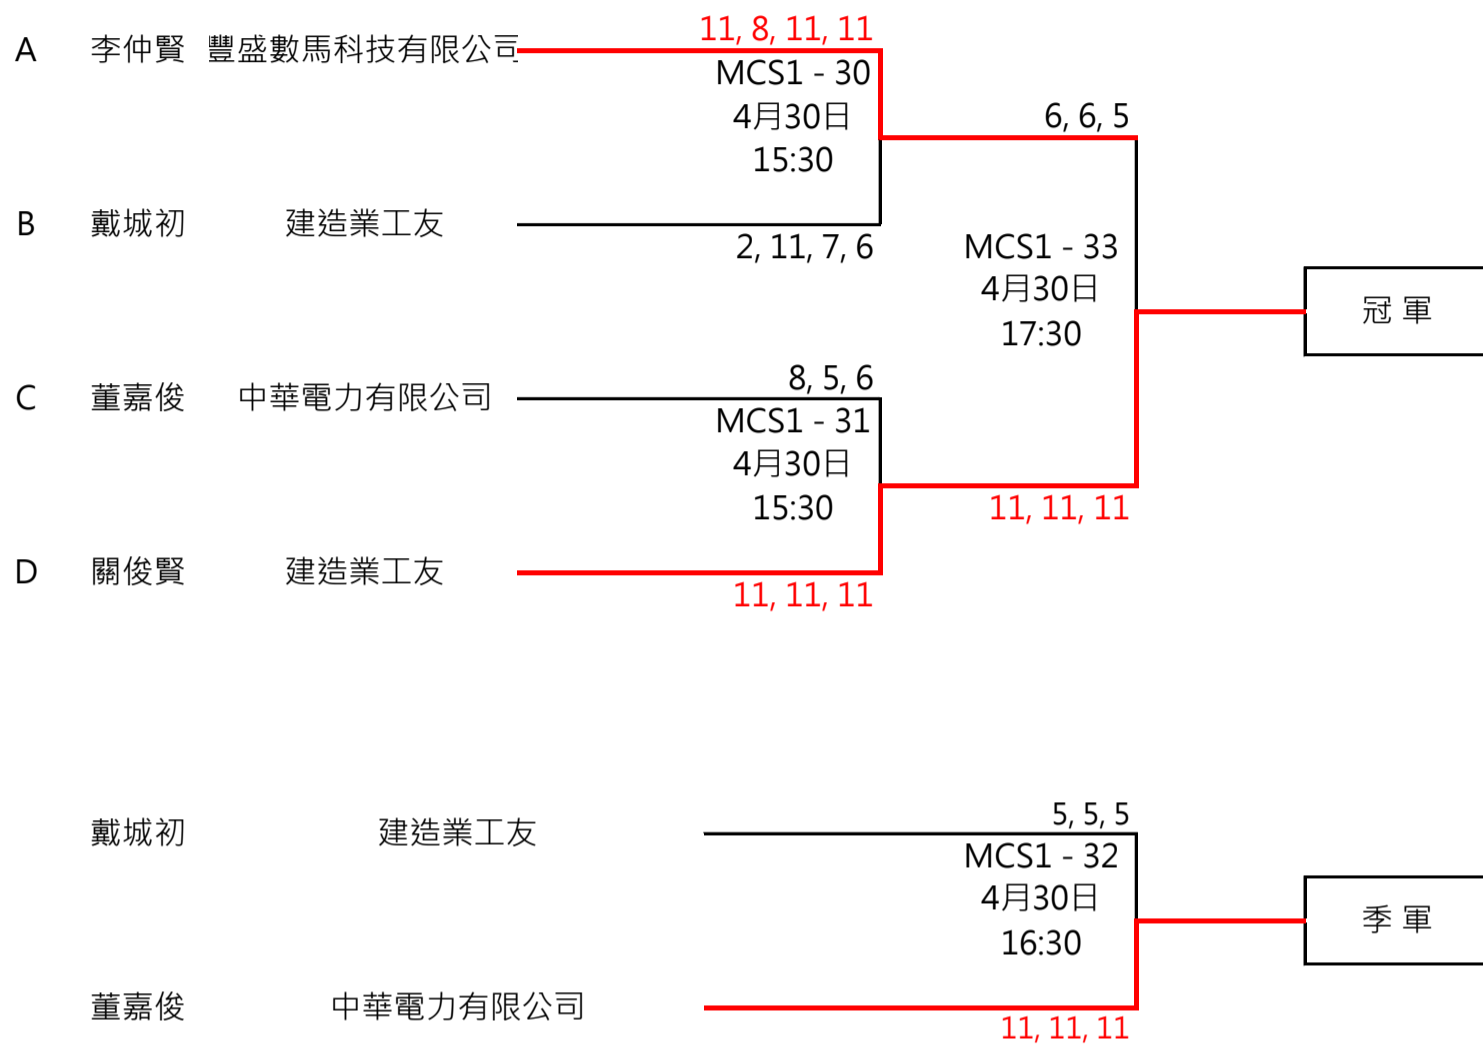 11, 8, 11, 11
A 李仲賢 豐盛數馬科技有限公司
MCS1 - 30
4月30日
15:30
6, 6, 5
B 戴城初 建造業工友
2, 11, 7, 6
MCS1 - 33
4月30日
17:30
冠軍
8, 5, 6
C 董嘉俊 中華電力有限公司
MCS1 - 31
4月30日
15:30
11, 11, 11
D 關俊賢 建造業工友
11, 11, 11
5, 5, 5
戴城初 建造業工友
MCS1 - 32
4月30日
16:30
季軍
董嘉俊 中華電力有限公司
11, 11, 11